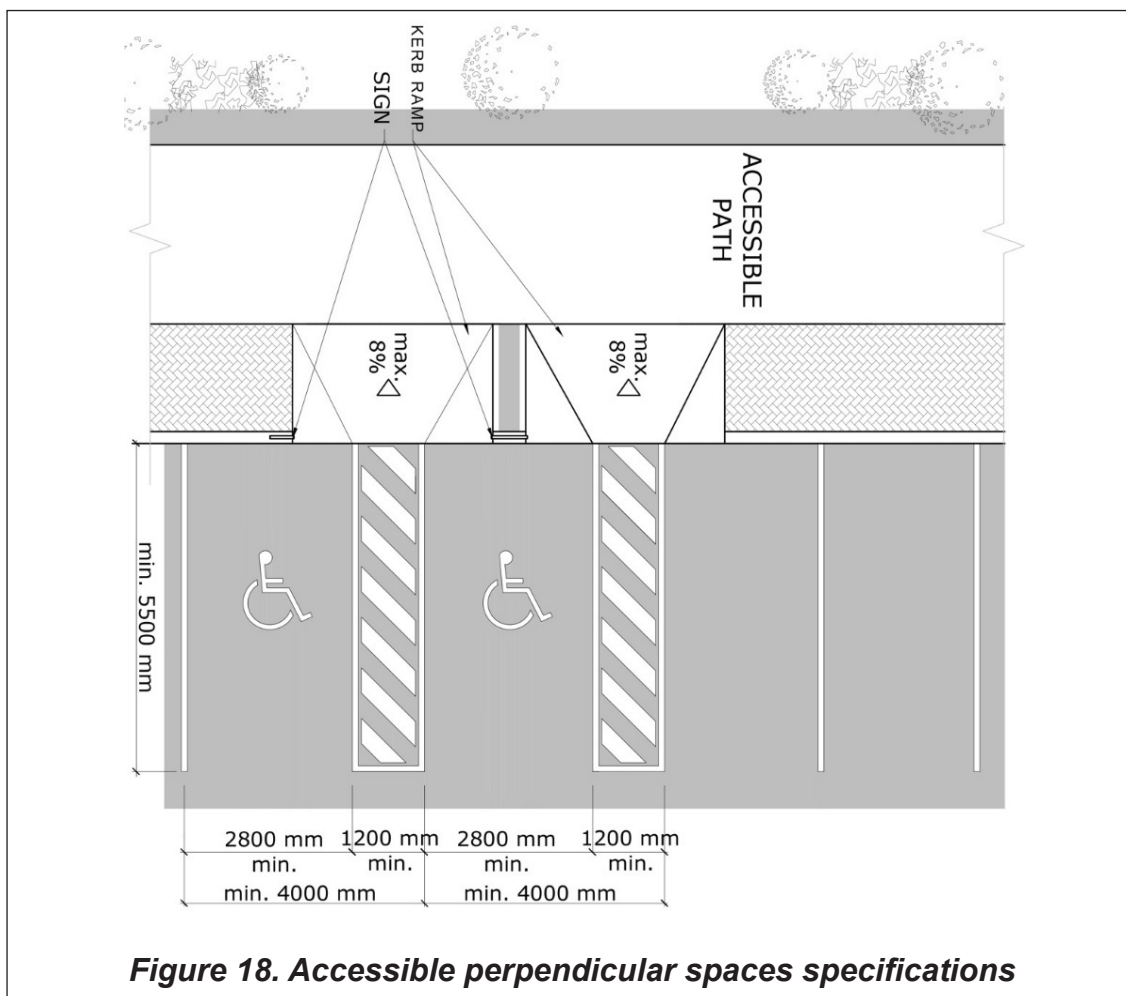 KERB RAMP
SIGN
ACCESSIBLE
PATH
max.
8%
max.
8%
min. 5500 mm
2800 mm 1200 mm 2800 mm 1200 mm
min. min. min. min.
min. 4000 mm min. 4000 mm
Figure 18. Accessible perpendicular spaces specifications